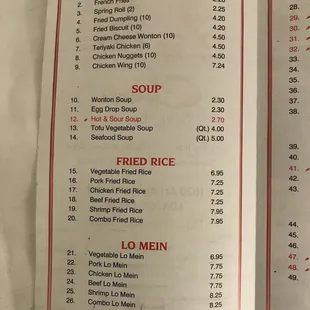 2. French Fries 4.20
3. Spring Roll (2) 2.25
4. Fried Dumpling (10) 4.20
5. Fried Biscuit (10) 4.20
6. Cream Cheese Wonton (10) 4.50
7. Teriyaki Chicken (6) 4.50
8. Chicken Nuggets (10) 4.50
9. Chicken Wing (10) 7.24
SOUP
10. Wonton Soup 2.30
11. Egg Drop Soup 2.30
12. Hot & Sour Soup 2.70
13. Tofu Vegetable Soup (Qt.) 4.00
14. Seafood Soup (Qt.) 5.00
FRIED RICE
15. Vegetable Fried Rice 6.95
16. Pork Fried Rice 7.25
17. Chicken Fried Rice 7.25
18. Beef Fried Rice 7.25
19. Shrimp Fried Rice 7.95
20. Combo Fried Rice 7.95
LO MEIN
21. Vegetable Lo Mein 6.95
22. Pork Lo Mein 7.75
23. Chicken Lo Mein 7.75
24. Beef Lo Mein 7.75
25. Shrimp Lo Mein 8.25
26. Combo Lo Mein 8.25
28.
29.
30.
31.
32.
33.
34.
35.
36.
37.
38.
39.
40.
41.
42.
43.
44.
45.
46.
47.
48.
49.